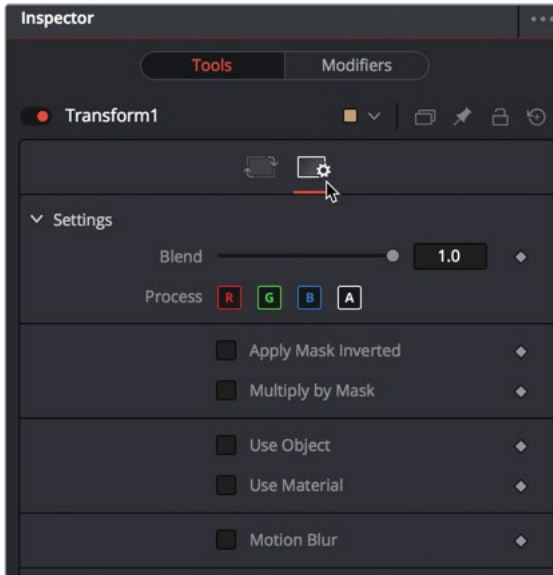 Inspector
Tools Modifiers
Transform1
Settings
Blend 1.0
Process R G B A
Apply Mask Inverted
Multiply by Mask
Use Object
Use Material
Motion Blur